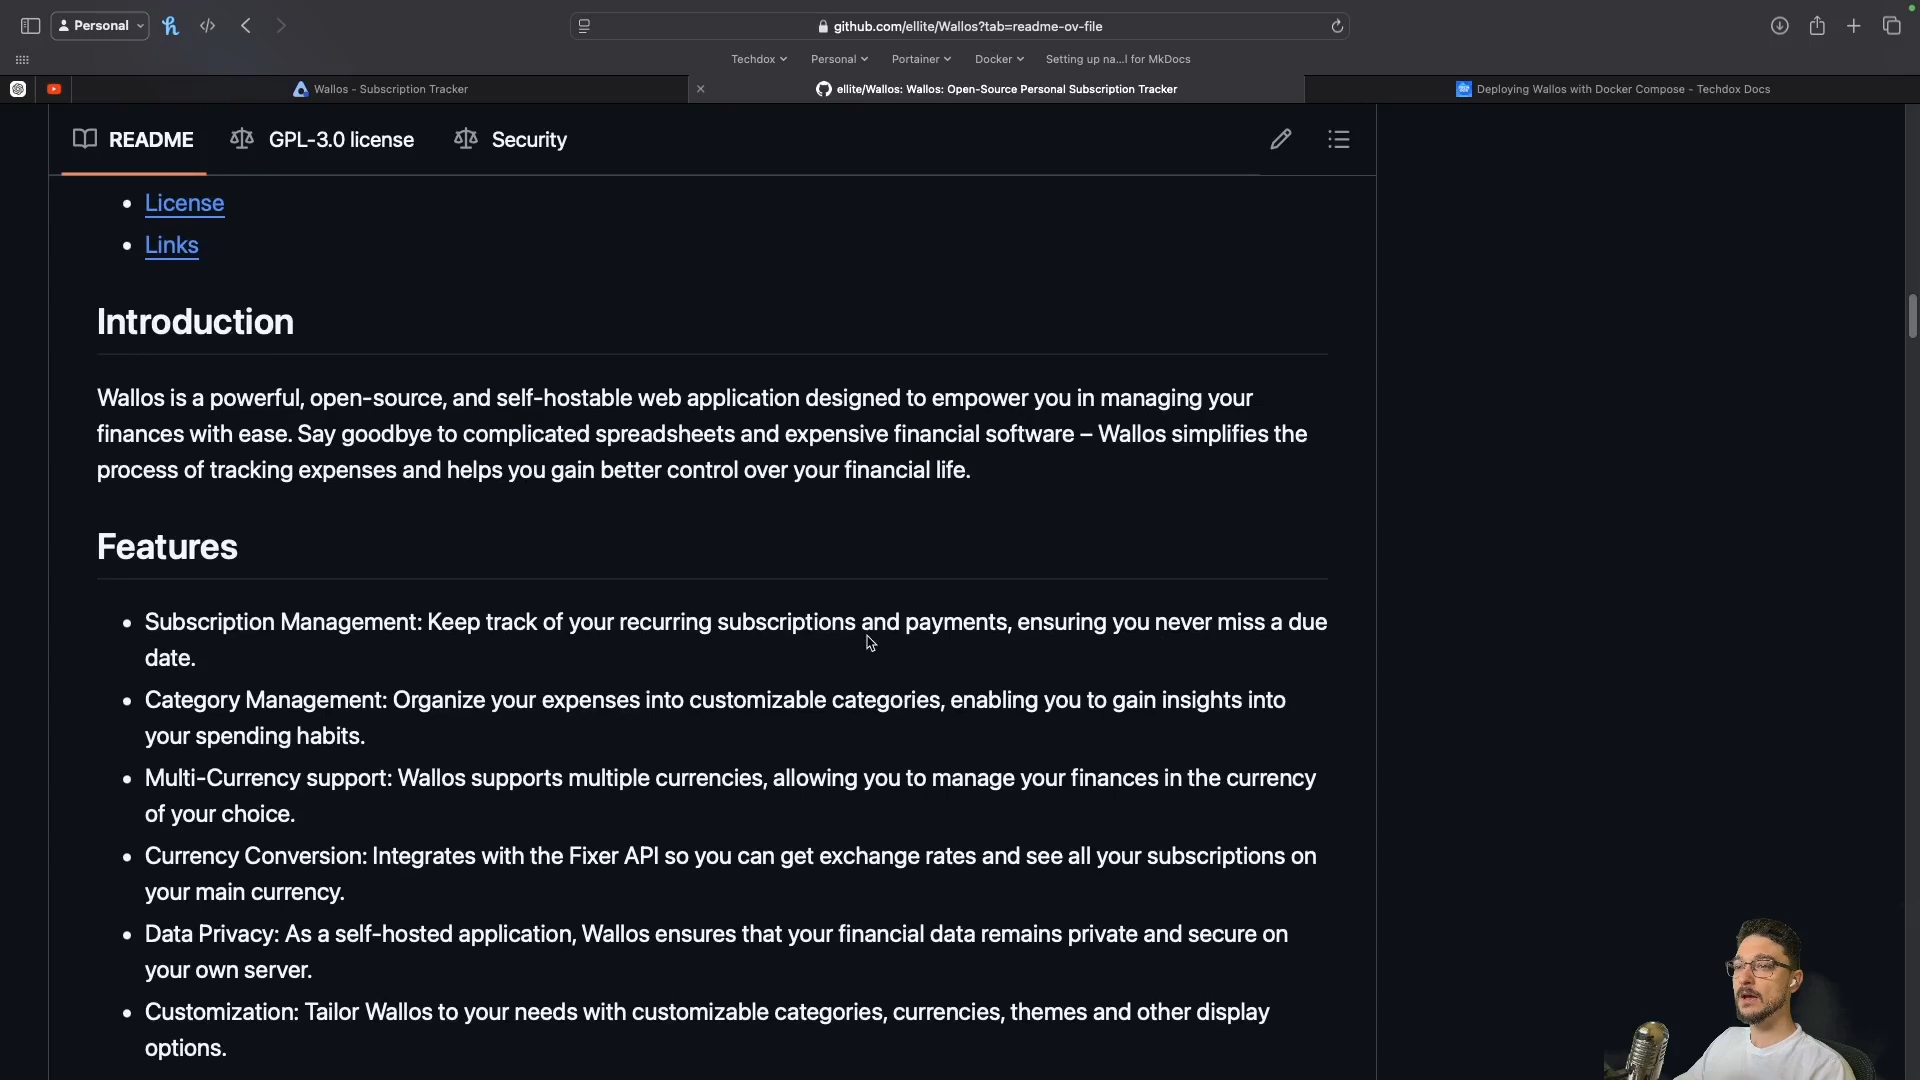 Personal
github.com/ellite/Wallos?tab=readme-ov-file
Techdox Personal Portainer Docker Setting up na...l for MkDocs
Wallos - Subscription Tracker
ellite/Wallos: Wallos: Open-Source Personal Subscription Tracker
Deploying Wallos with Docker Compose - Techdox Docs
README GPL-3.0 license Security
License
Links
Introduction
Wallos is a powerful, open-source, and self-hostable web application designed to empower you in managing your
finances with ease. Say goodbye to complicated spreadsheets and expensive financial software – Wallos simplifies the
process of tracking expenses and helps you gain better control over your financial life.
Features
Subscription Management: Keep track of your recurring subscriptions and payments, ensuring you never miss a due
date.
Category Management: Organize your expenses into customizable categories, enabling you to gain insights into
your spending habits.
Multi-Currency support: Wallos supports multiple currencies, allowing you to manage your finances in the currency
of your choice.
Currency Conversion: Integrates with the Fixer API so you can get exchange rates and see all your subscriptions on
your main currency.
Data Privacy: As a self-hosted application, Wallos ensures that your financial data remains private and secure on
your own server.
Customization: Tailor Wallos to your needs with customizable categories, currencies, themes and other display
options.